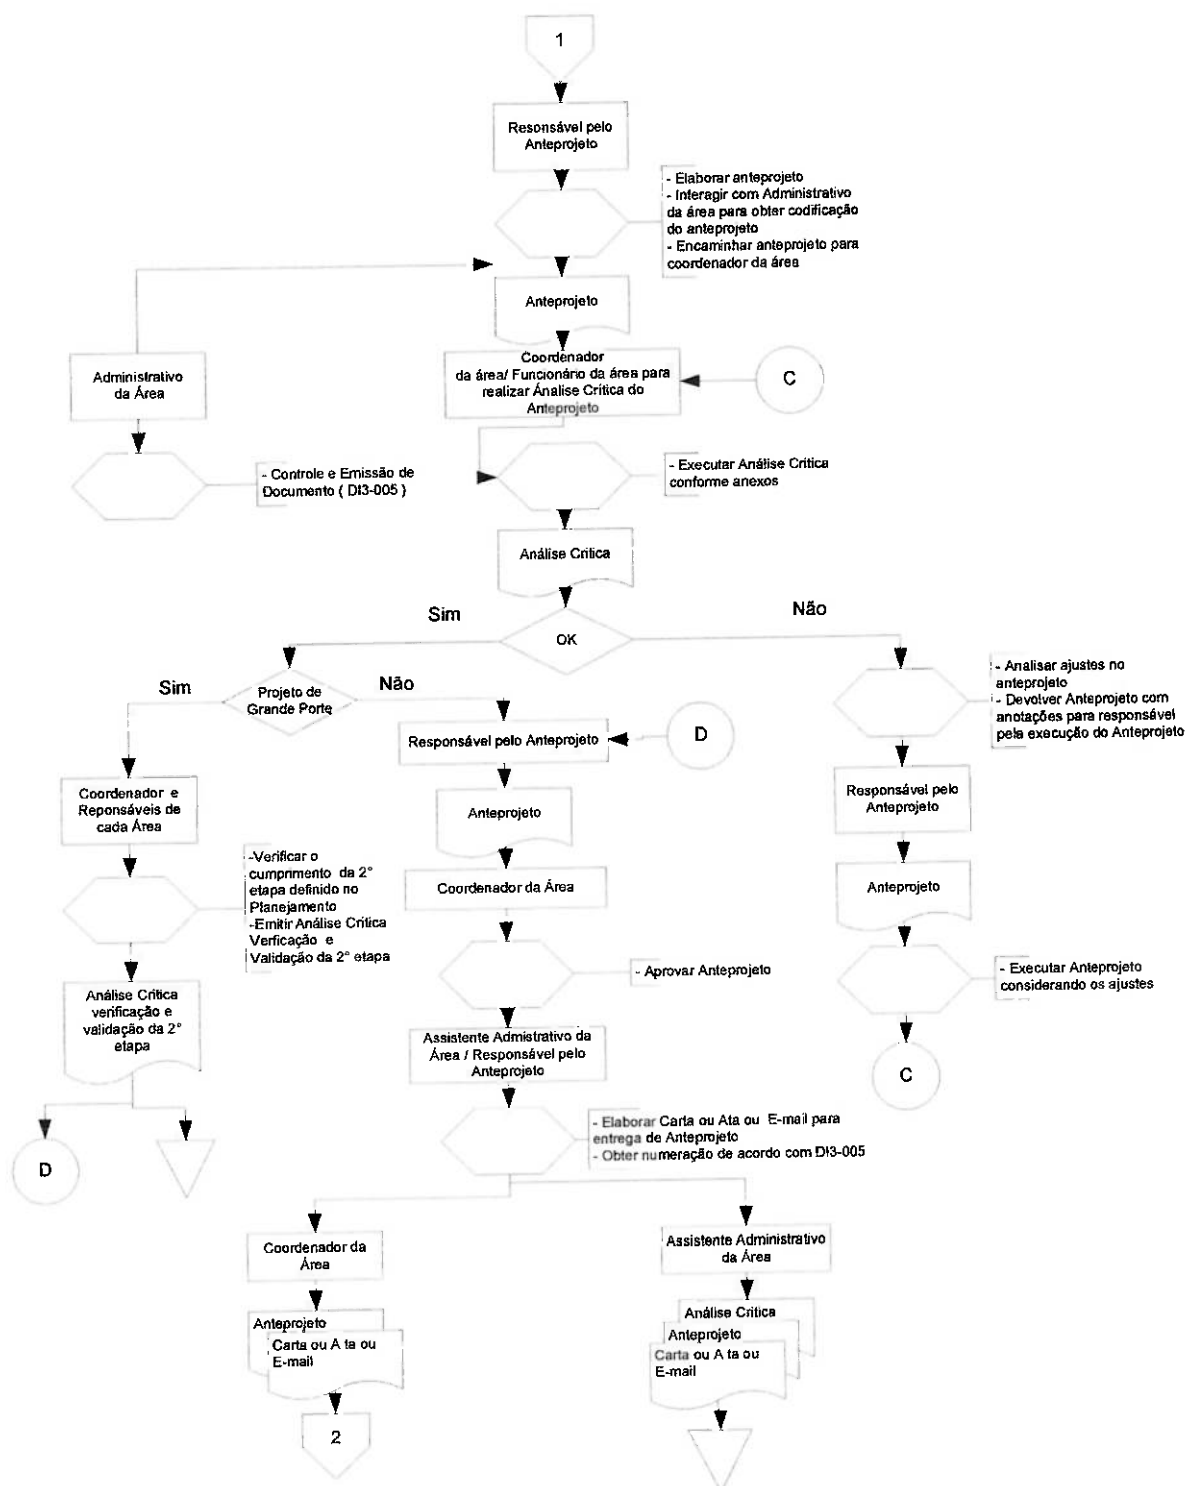 1
Resonsável pelo
Anteprojeto
- Elaborar anteprojeto
- Interagir com Administrativo
da área para obter codificação
do anteprojeto
- Encaminhar anteprojeto para
coordenador da área
Anteprojeto
Administrativo
da Área
Coordenador
da área/ Funcionário da área para
realizar Ánalise Crítica do
Anteprojeto
C
- Controle e Emissão de
Documento ( DI3-005 )
- Executar Análise Crítica
conforme anexos
Análise Critica
Sim
OK
Não
Sim
Projeto de
Grande Porte
Não
- Analisar ajustes no
anteprojeto
- Devolver Anteprojeto com
anotações para responsável
pela execução do Anteprojeto
Responsável pelo Anteprojeto
D
Coordenador e
Reponsáveis de
cada Área
Anteprojeto
Responsável pelo
Anteprojeto
-Verificar o
cumprimento da 2°
etapa definido no
Planejamento
-Emitir Análise Critica
Verficação e
Validação da 2° etapa
Coordenador da Área
Anteprojeto
- Aprovar Anteprojeto
- Executar Anteprojeto
considerando os ajustes
Análise Critica
verificação e
validação da 2°
etapa
Assistente Admistrativo da
Área / Responsável pelo
Anteprojeto
C
D
- Elaborar Carta ou Ata ou E-mail para
entrega de Anteprojeto
- Obter numeração de acordo com DI3-005
Coordenador da
Área
Assistente Administrativo
da Área
Anteprojeto
Carta ou A ta ou
E-mail
Análise Critica
Anteprojeto
Carta ou A ta ou
E-mail
2